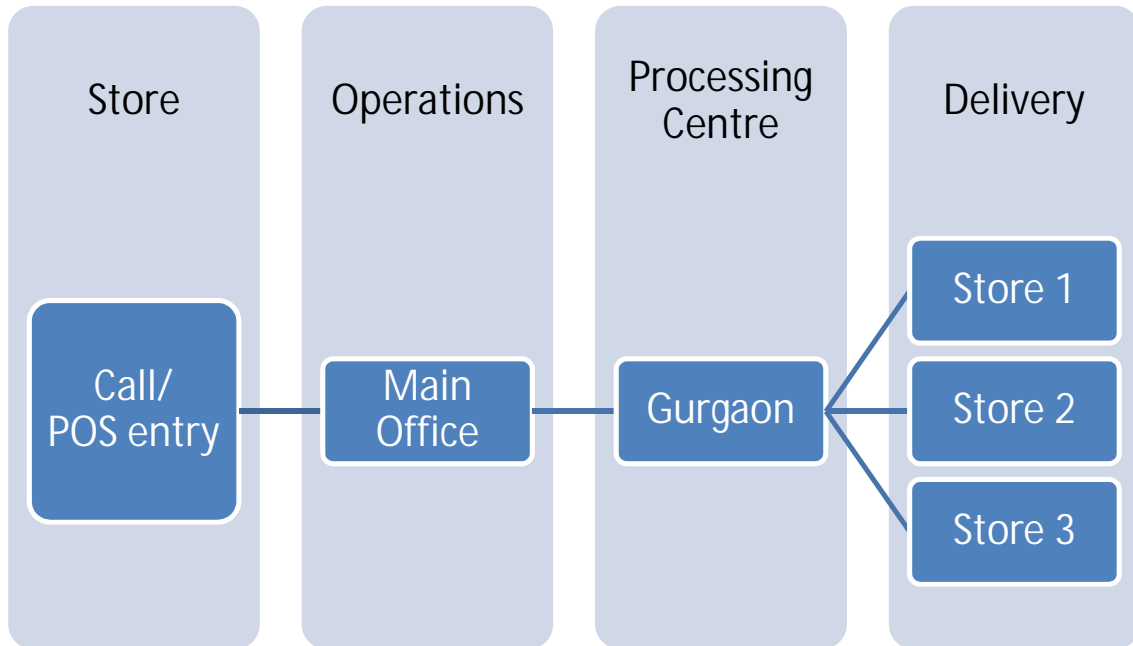 Store
Operations
Processing
Centre
Delivery
Call/
POS entry
Main
Office
Gurgaon
Store 1
Store 2
Store 3